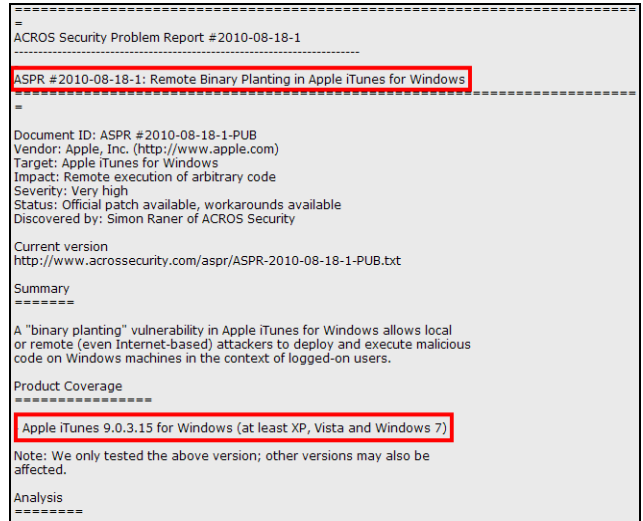 ==========================================================================
=
ACROS Security Problem Report #2010-08-18-1
--------------------------------------------------------------------------
-
ASPR #2010-08-18-1: Remote Binary Planting in Apple iTunes for Windows
==========================================================================
=
Document ID: ASPR #2010-08-18-1-PUB
Vendor: Apple, Inc. (http://www.apple.com)
Target: Apple iTunes for Windows
Impact: Remote execution of arbitrary code
Severity: Very high
Status: Official patch available, workarounds available
Discovered by: Simon Raner of ACROS Security
Current version
http://www.acrossecurity.com/aspr/ASPR-2010-08-18-1-PUB.txt
Summary
=======
A "binary planting" vulnerability in Apple iTunes for Windows allows local
or remote (even Internet-based) attackers to deploy and execute malicious
code on Windows machines in the context of logged-on users.
Product Coverage
================
- Apple iTunes 9.0.3.15 for Windows (at least XP, Vista and Windows 7)
Note: We only tested the above version; other versions may also be
affected.
Analysis
========